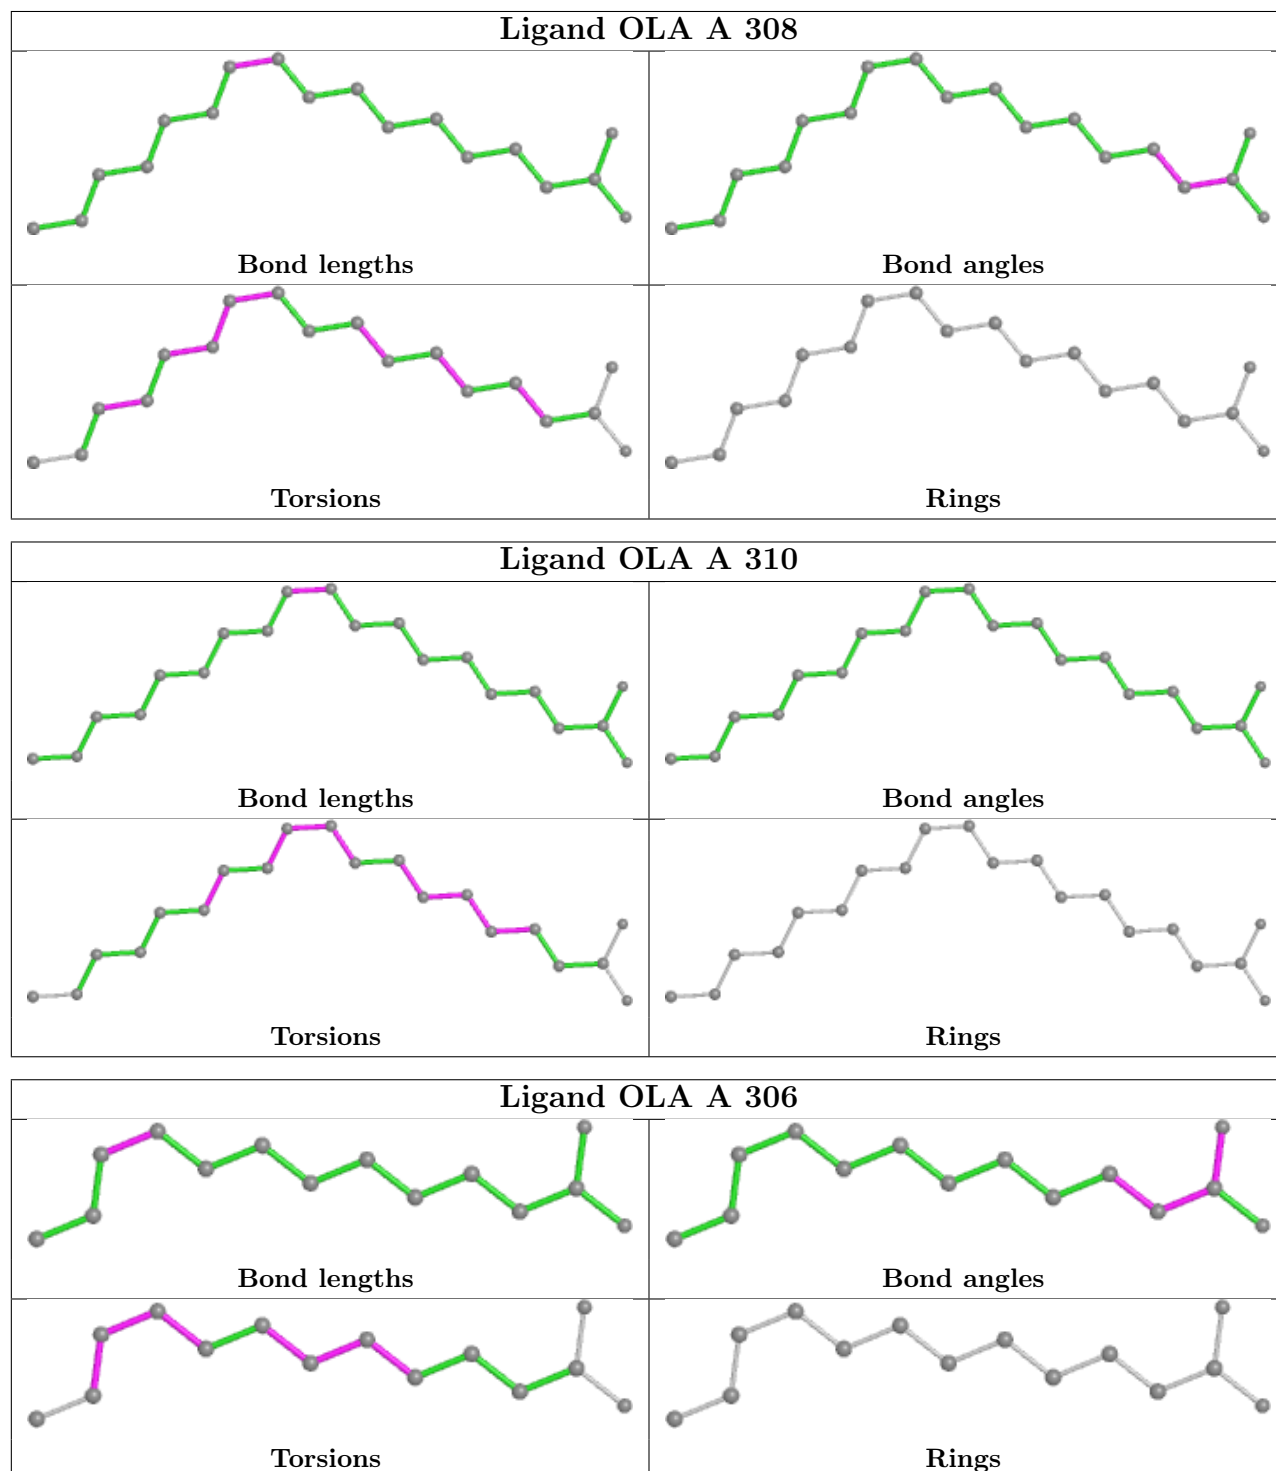 Ligand OLA A 308
Bond lengths
Bond angles
Torsions
Rings
Ligand OLA A 310
Bond lengths
Bond angles
Torsions
Rings
Ligand OLA A 306
Bond lengths
Bond angles
Torsions
Rings